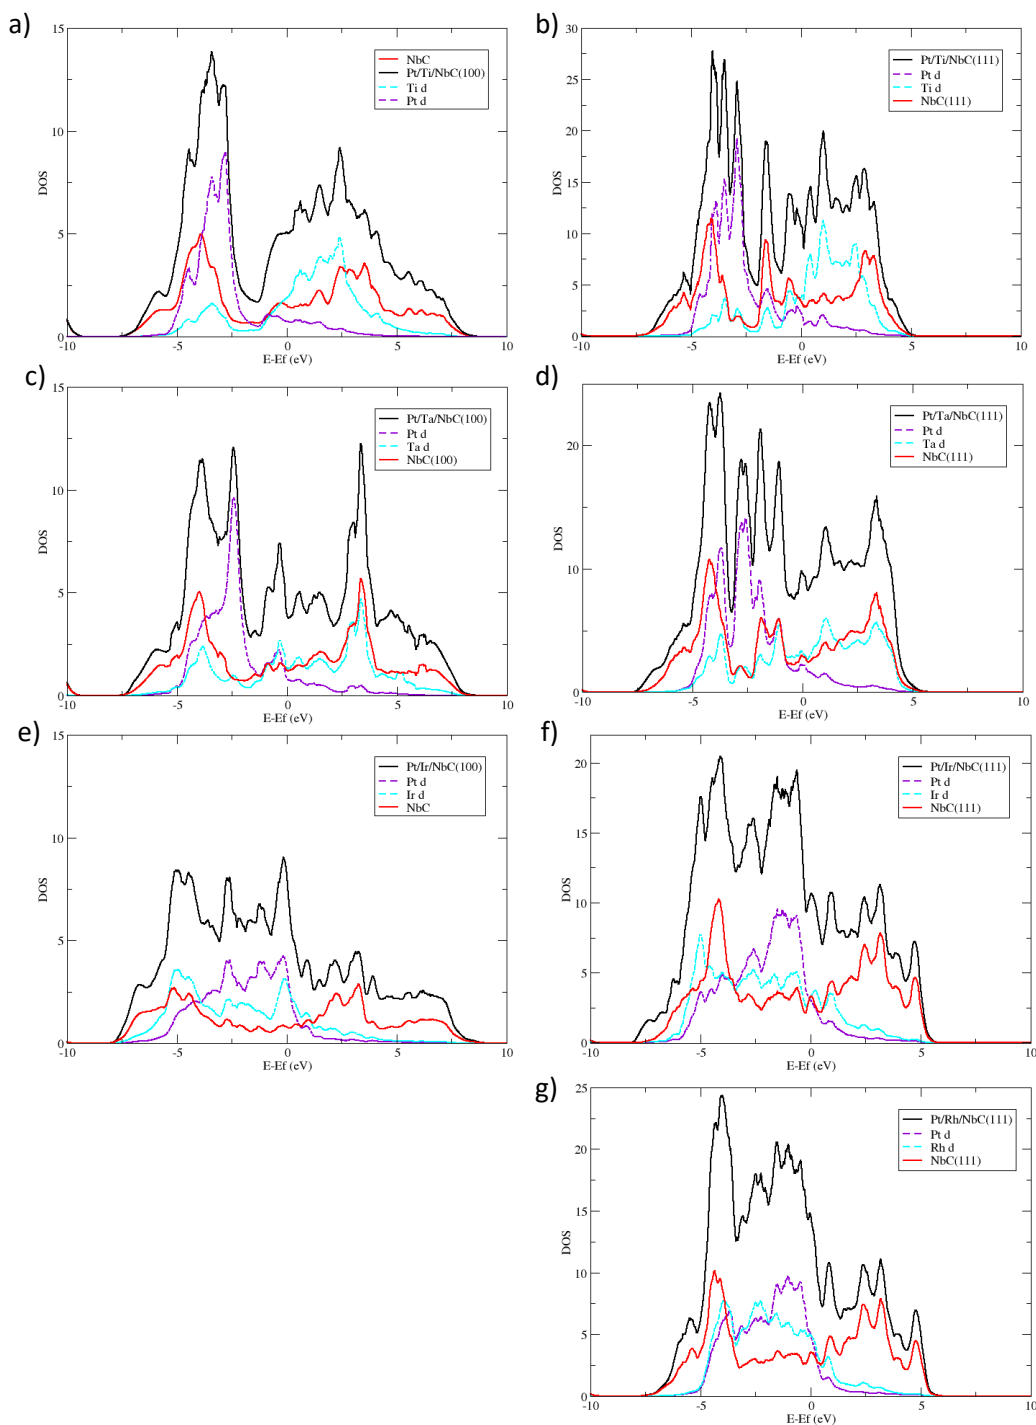 a)
15
10
5
0
DOS
-10
-5
0
5
10
E-Ef (eV)
NbC
Pt/Ti/NbC(100)
Ti d
Pt d
b)
30
25
20
15
10
5
0
DOS
-10
-5
0
5
10
E-Ef (eV)
Pt/Ti/NbC(111)
Pt d
Ti d
NbC(111)
c)
15
10
5
0
DOS
-10
-5
0
5
10
E-Ef (eV)
Pt/Ta/NbC(100)
Pt d
Ta d
NbC(100)
d)
20
10
0
DOS
-10
-5
0
5
10
E-Ef (eV)
Pt/Ta/NbC(111)
Pt d
Ta d
NbC(111)
e)
15
10
5
0
DOS
-10
-5
0
5
10
E-Ef (eV)
Pt/Ir/NbC(100)
Pt d
Ir d
NbC
f)
20
15
10
5
0
DOS
-10
-5
0
5
10
E-Ef (eV)
Pt/Ir/NbC(111)
Pt d
Ir d
NbC(111)
g)
25
20
15
10
5
0
DOS
-10
-5
0
5
10
E-Ef (eV)
Pt/Rh/NbC(111)
Pt d
Rh d
NbC(111)